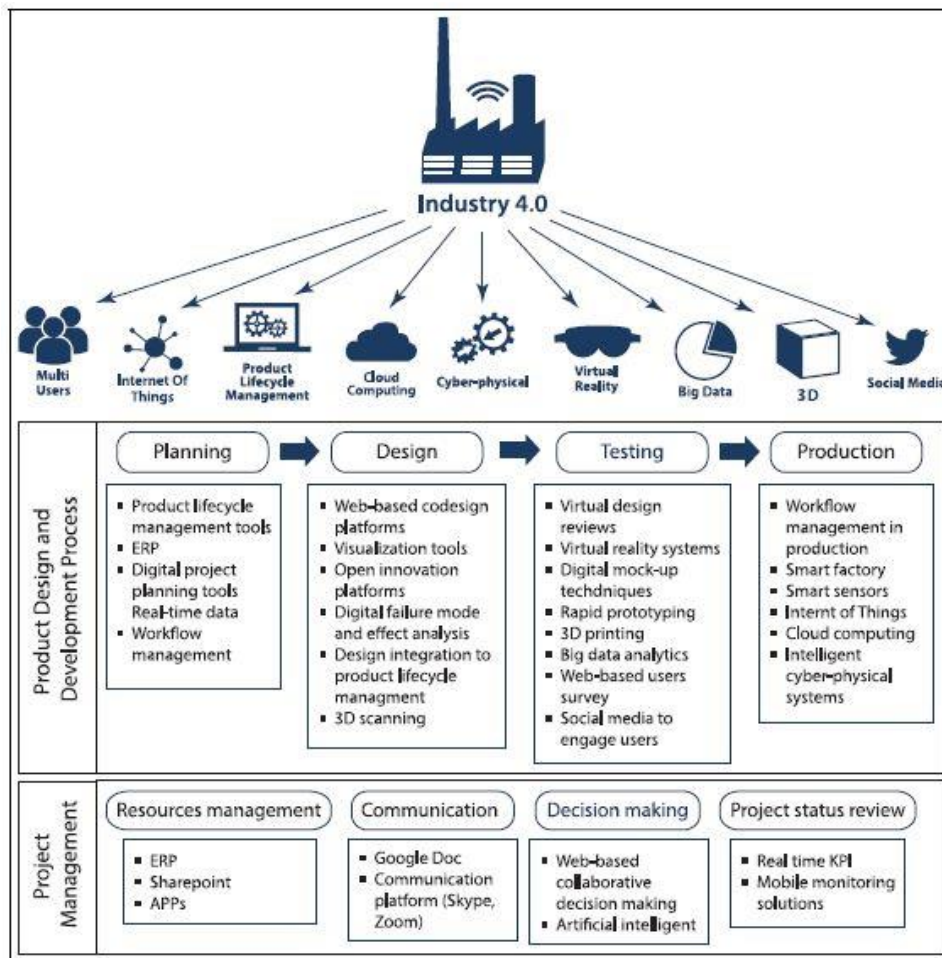 Industry 4.0
Multi
Users
Internet Of
Things
Product
Lifecycle
Management
Cloud
Computing
Cyber-physical
Virtual
Reality
Big Data
3D
Social Media
Product Design and
Development Process
Planning
Design
Testing
Production
▪ Product lifecycle
management tools
▪ ERP
▪ Digital project
planning tools
Real-time data
▪ Workflow
management
▪ Web-based codesign
platforms
▪ Visualization tools
▪ Open innovation
platforms
▪ Digital failure mode
and effect analysis
▪ Design integration to
product lifecycle
managment
▪ 3D scanning
▪ Virtual design
reviews
▪ Virtual reality systems
▪ Digital mock-up
techdniques
▪ Rapid prototyping
▪ 3D printing
▪ Big data analytics
▪ Web-based users
survey
▪ Social media to
engage users
▪ Workflow
management in
production
▪ Smart factory
▪ Smart sensors
▪ Internt of Things
▪ Cloud computing
▪ Intelligent
cyber-physical
systems
Project
Management
Resources management
Communication
Decision making
Project status review
▪ ERP
▪ Sharepoint
▪ APPs
▪ Google Doc
▪ Communication
platform (Skype,
Zoom)
▪ Web-based
collaborative
decision making
▪ Artificial intelligent
▪ Real time KPI
▪ Mobile monitoring
solutions